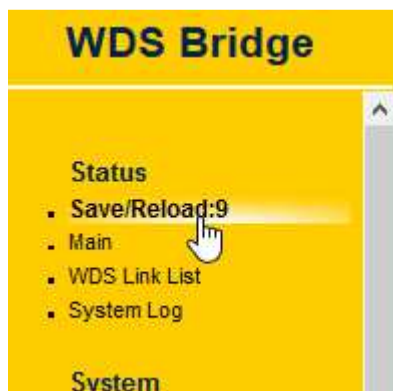 WDS Bridge
Status
Save/Reload:9
Main
WDS Link List
System Log
System